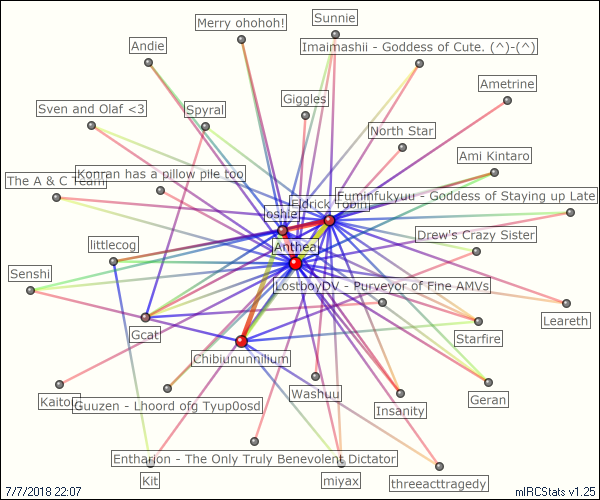 Merry ohohoh!
Sunnie
Andie
Imaimashii - Goddess of Cute. (^)-(^)
Ametrine
Giggles
Sven and Olaf <3
Spyral
North Star
Ami Kintaro
The A & C Team
Konran has a pillow pile too
Fuminfukyuu - Goddess of Staying up Late
Eldrick Tobin
oshie
Drew's Crazy Sister
littlecog
Anthea
Senshi
LostboyDV - Purveyor of Fine AMVs
Leareth
Gcat
Starfire
Chibiunumnilium
Kaito
Guuzen - Lhoord ofg Tyup0osd
Washuu
Insanity
Geran
Entharion - The Only Truly Benevolent Dictator
Kit
miyax
threeacttragedy
7/7/2018 22:07
mIRCStats v1.25